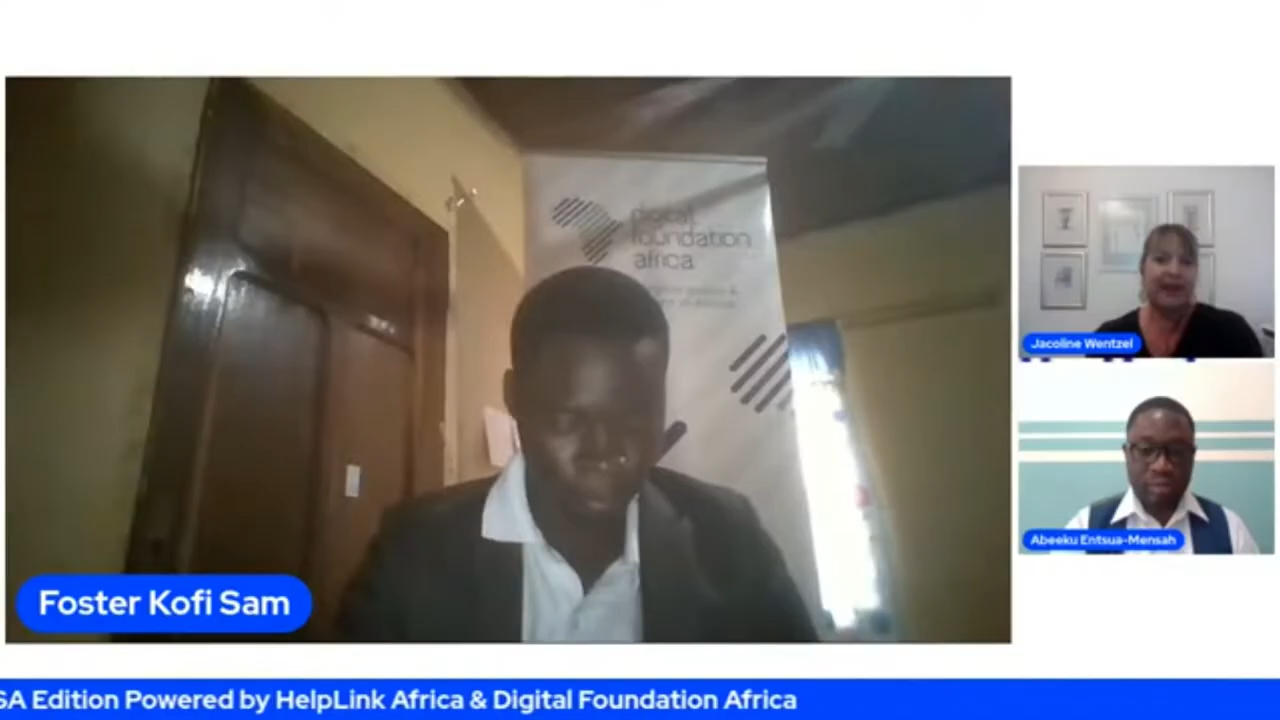 digital
foundation
africa
Jacoline Wentzel
Abeeku Entsua-Mensah
Foster Kofi Sam
SA Edition Powered by HelpLink Africa & Digital Foundation Africa